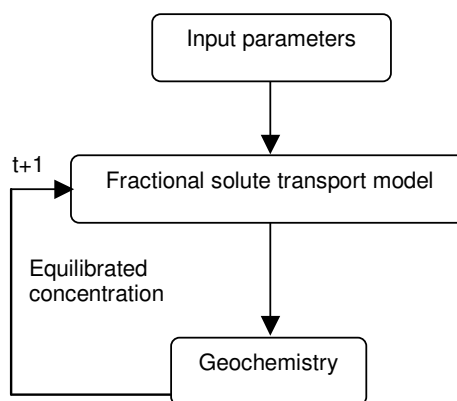 Input parameters
t+1
Fractional solute transport model
Equilibrated
concentration
Geochemistry